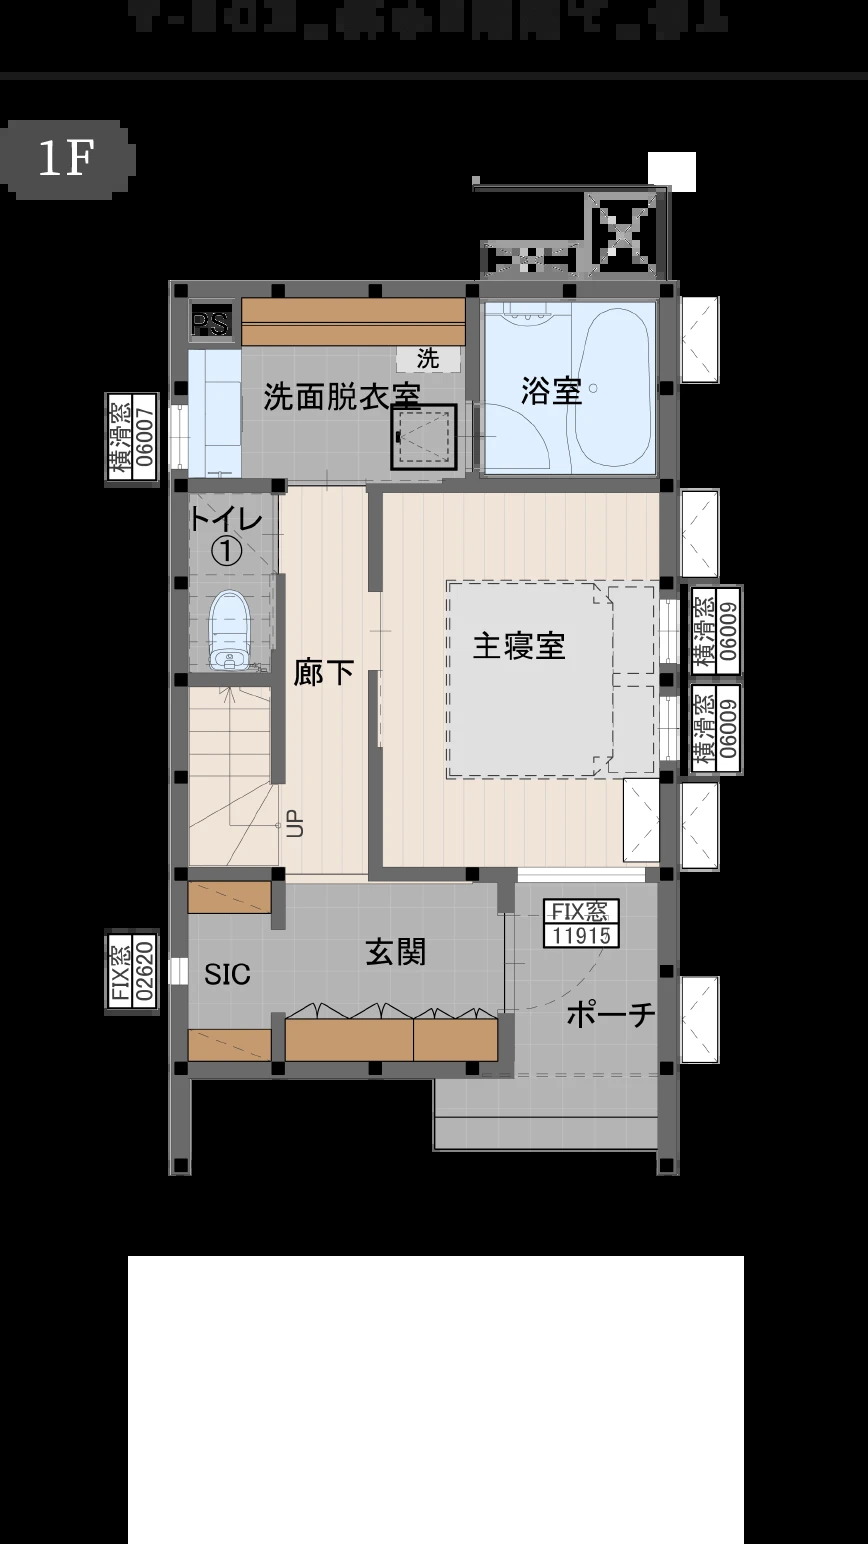 1F
PS
洗
洗面脱衣室
浴室
横滑窓
06007
トイレ
①
主寝室
横滑窓
06009
廊下
横滑窓
06009
UP
FIX窓
11915
玄関
SIC
FIX窓
02620
ポーチ